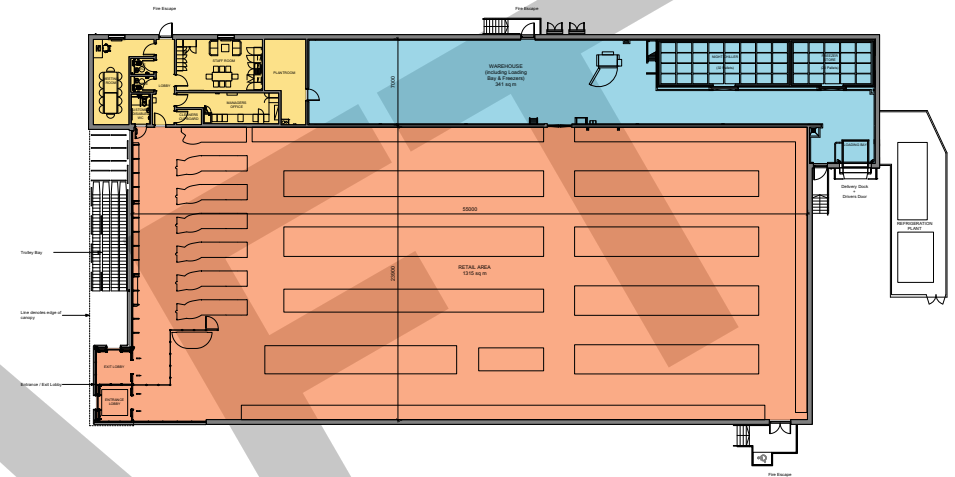 Fire Escape
Fire Escape
STAFF ROOM
PLANTROOM
WAREHOUSE
(including Loading
Bay & Freezers)
341 sq m
7000
LOBBY
MANAGERS
OFFICE
LOADING BAY
Delivery Dock
+
Drivers Door
55000
REFRIGERATION
PLANT
Trolley Bay
RETAIL AREA
1315 sq m
Line denotes edge of
canopy
EXIT LOBBY
Entrance / Exit Lobby
ENTRANCE
LOBBY
Fire Escape